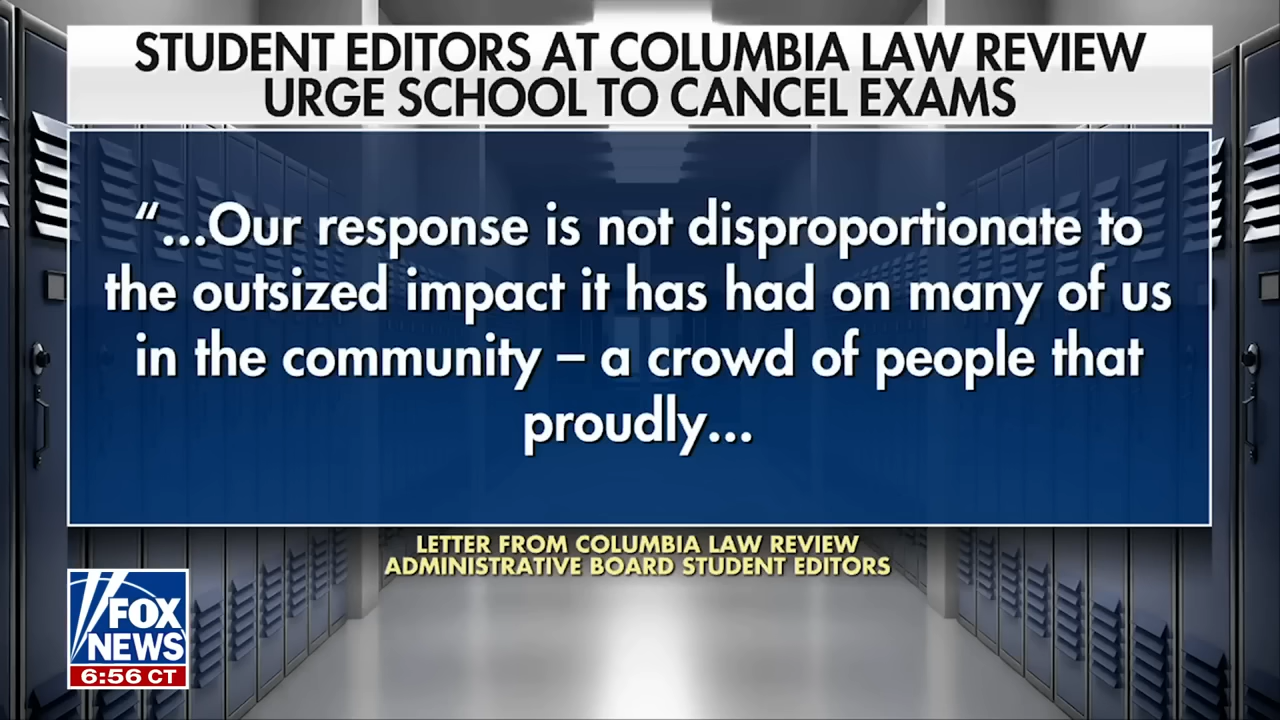 STUDENT EDITORS AT COLUMBIA LAW REVIEW
URGE SCHOOL TO CANCEL EXAMS
“...Our response is not disproportionate to
the outsized impact it has had on many of us
in the community – a crowd of people that
proudly...
LETTER FROM COLUMBIA LAW REVIEW
ADMINISTRATIVE BOARD STUDENT EDITORS
FOX
NEWS
6:56 CT